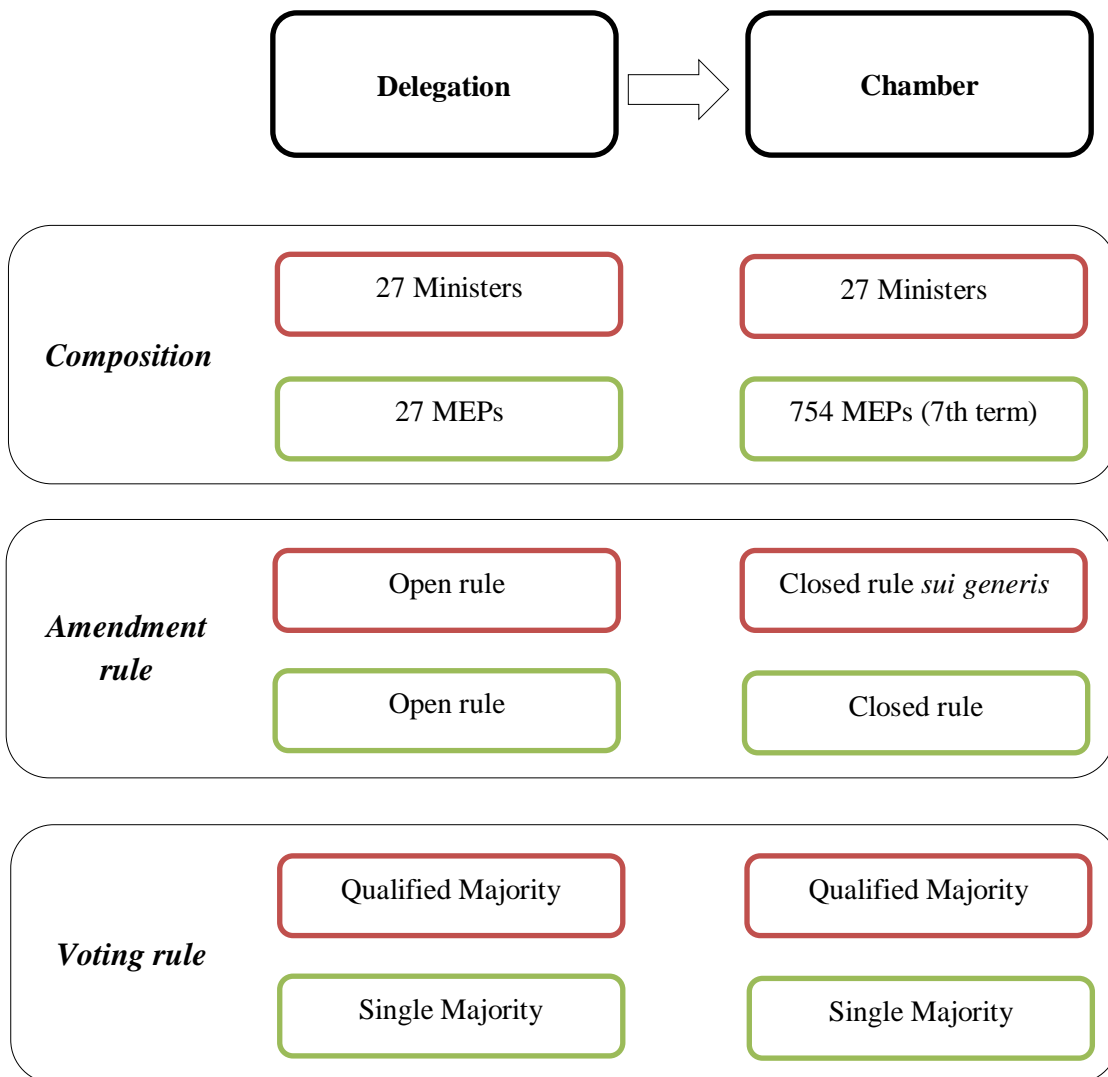 Delegation
Chamber
27 Ministers
27 Ministers
Composition
27 MEPs
754 MEPs (7th term)
Open rule
Closed rule sui generis
Amendment
rule
Open rule
Closed rule
Qualified Majority
Qualified Majority
Voting rule
Single Majority
Single Majority